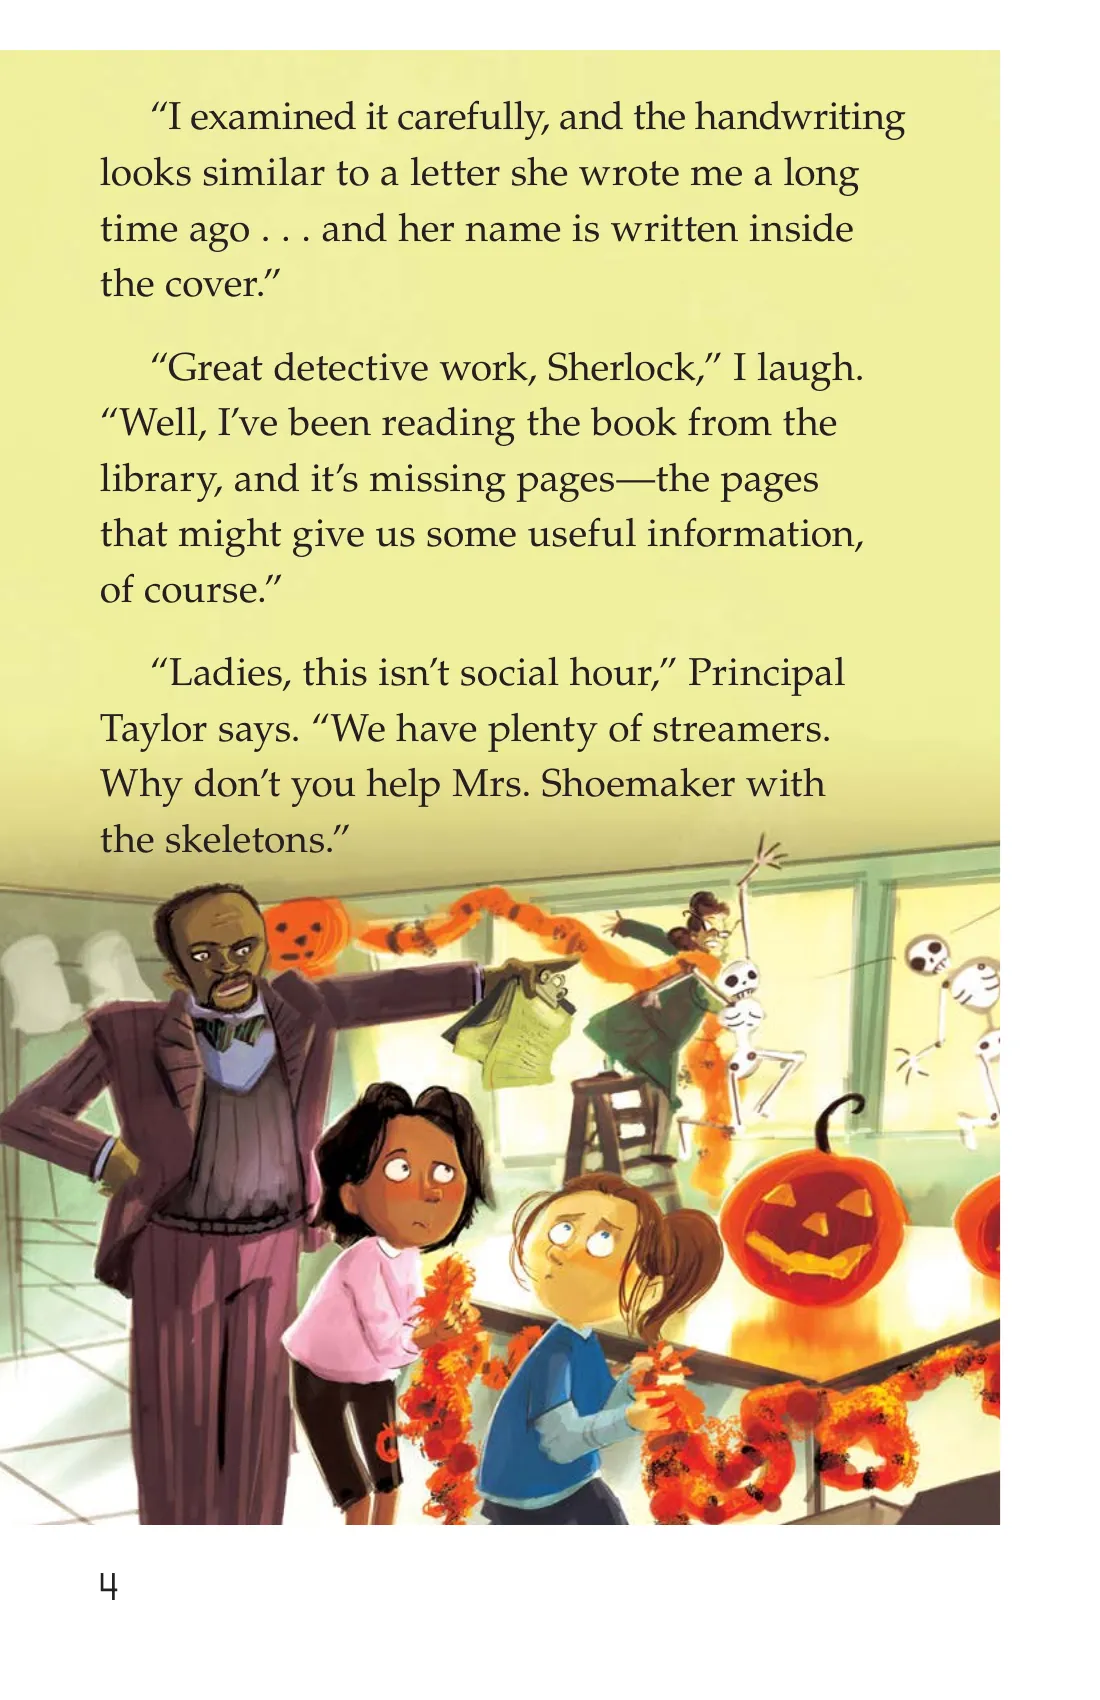 “I examined it carefully, and the handwriting
looks similar to a letter she wrote me a long
time ago . . . and her name is written inside
the cover.”
“Great detective work, Sherlock,” I laugh.
“Well, I’ve been reading the book from the
library, and it’s missing pages—the pages
that might give us some useful information,
of course.”
“Ladies, this isn’t social hour,” Principal
Taylor says. “We have plenty of streamers.
Why don’t you help Mrs. Shoemaker with
the skeletons.”
4